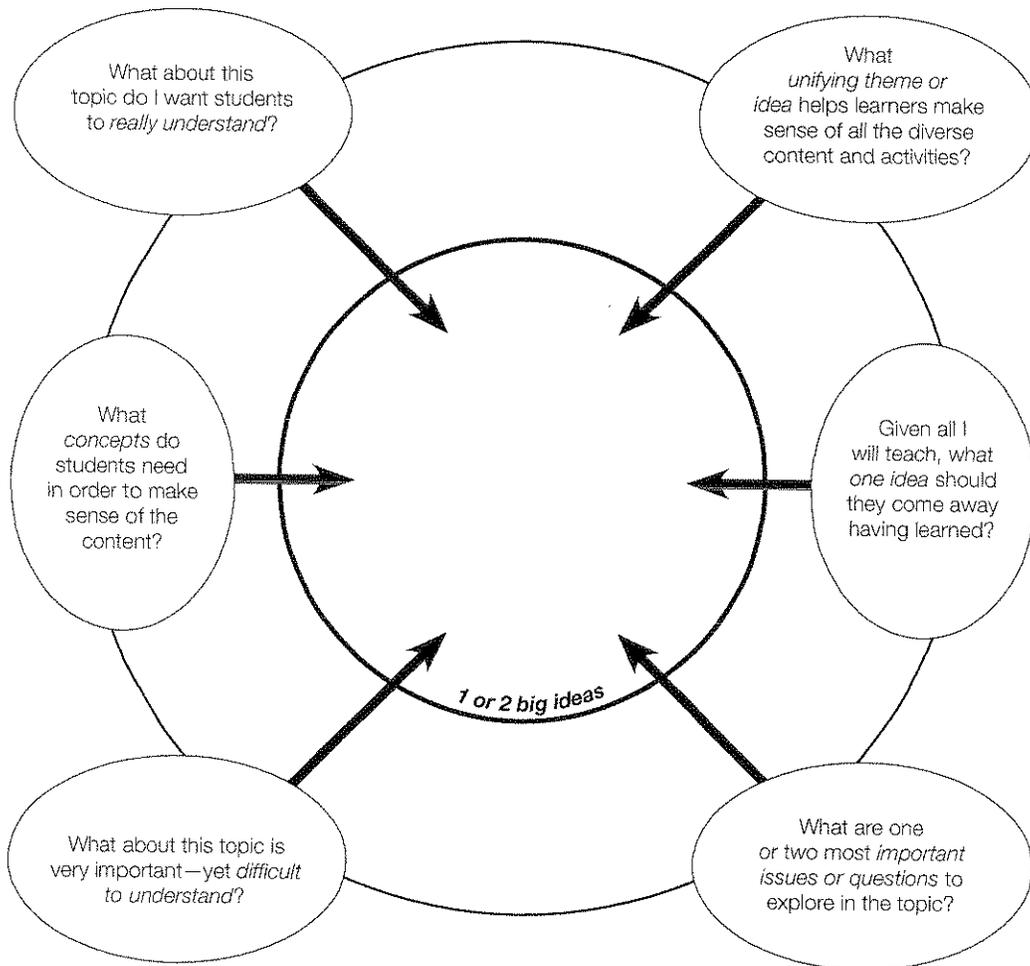 What about this
topic do I want students
to really understand?
What
unifying theme or
idea helps learners make
sense of all the diverse
content and activities?
What
concepts do
students need
in order to make
sense of the
content?
Given all I
will teach, what
one idea should
they come away
having learned?
1 or 2 big ideas
What about this topic is
very important—yet difficult
to understand?
What are one
or two most important
issues or questions to
explore in the topic?